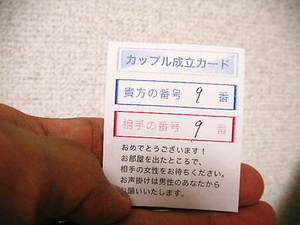 カップル成立カード
貴方の番号 9 番
相手の番号 9 番
おめでとうございます！
お部屋を出たところで、
相手の女性をお待ちください。
お声掛けは男性のあなたから
お願いいたします。